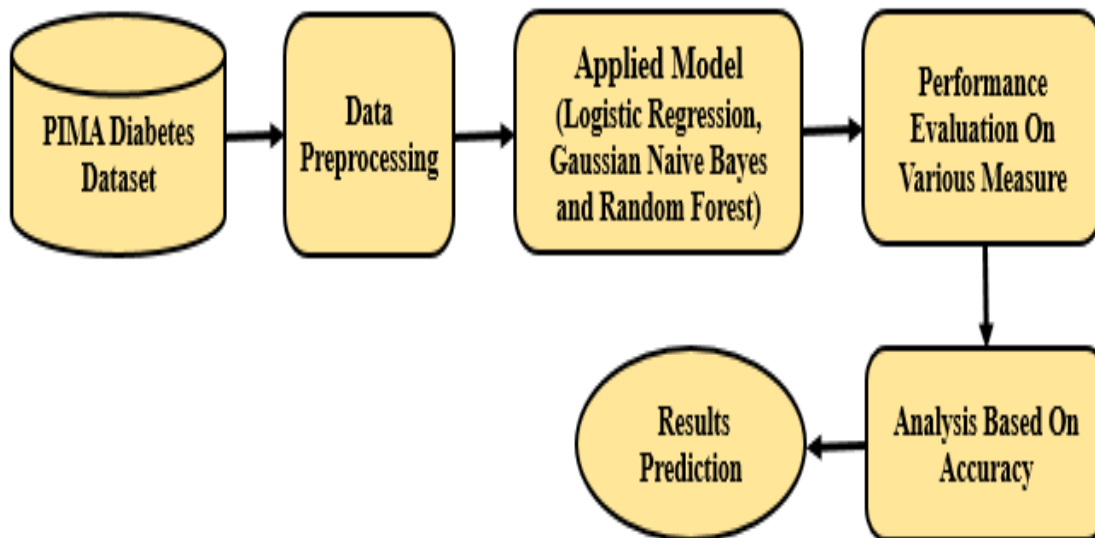 PIMA Diabetes
Dataset
Data
Preprocessing
Applied Model
(Logistic Regression,
Gaussian Naive Bayes
and Random Forest)
Performance
Evaluation On
Various Measure
Analysis Based On
Accuracy
Results
Prediction